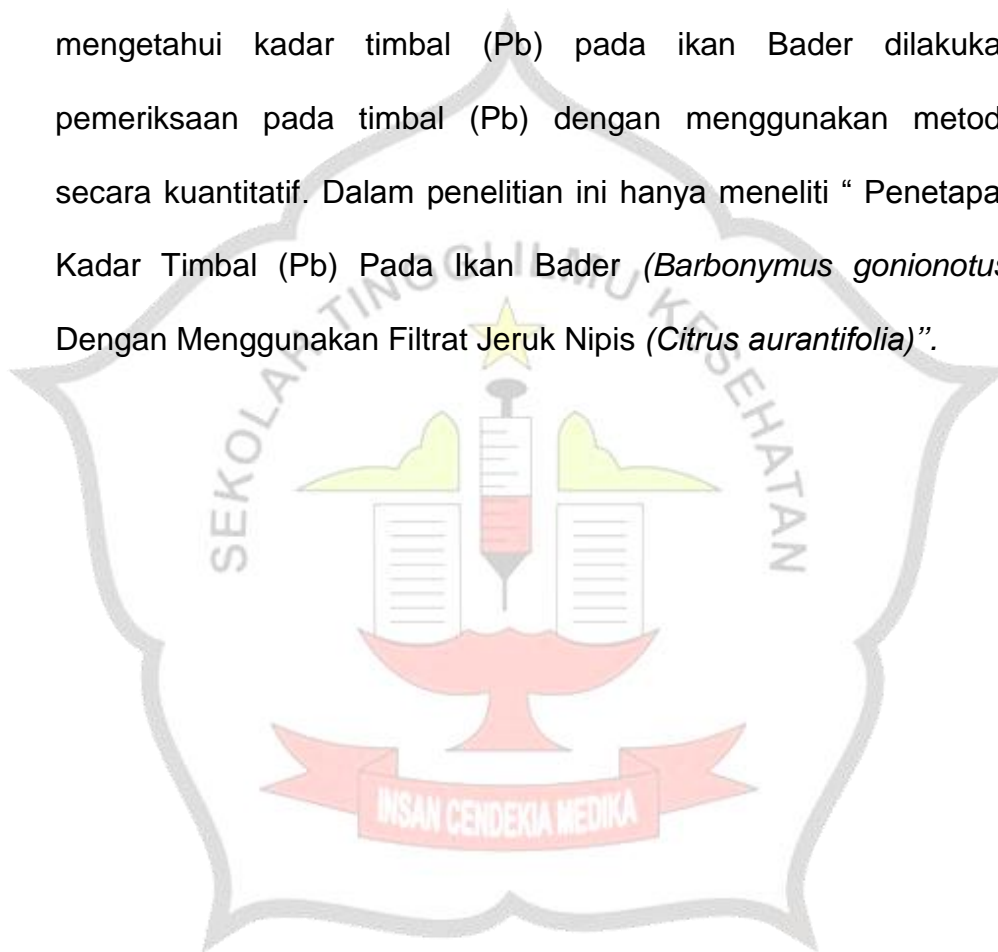 mengetahui kadar timbal (Pb) pada ikan Bader dilakuka
pemeriksaan pada timbal (Pb) dengan menggunakan metod
secara kuantitatif. Dalam penelitian ini hanya meneliti “ Penetapa
Kadar Timbal (Pb) Pada Ikan Bader (Barbonymus gonionotus
Dengan Menggunakan Filtrat Jeruk Nipis (Citrus aurantifolia)”.
SEKOLAH TINGGI ILMU KESEHATAN
INSAN CENDEKIA MEDIKA